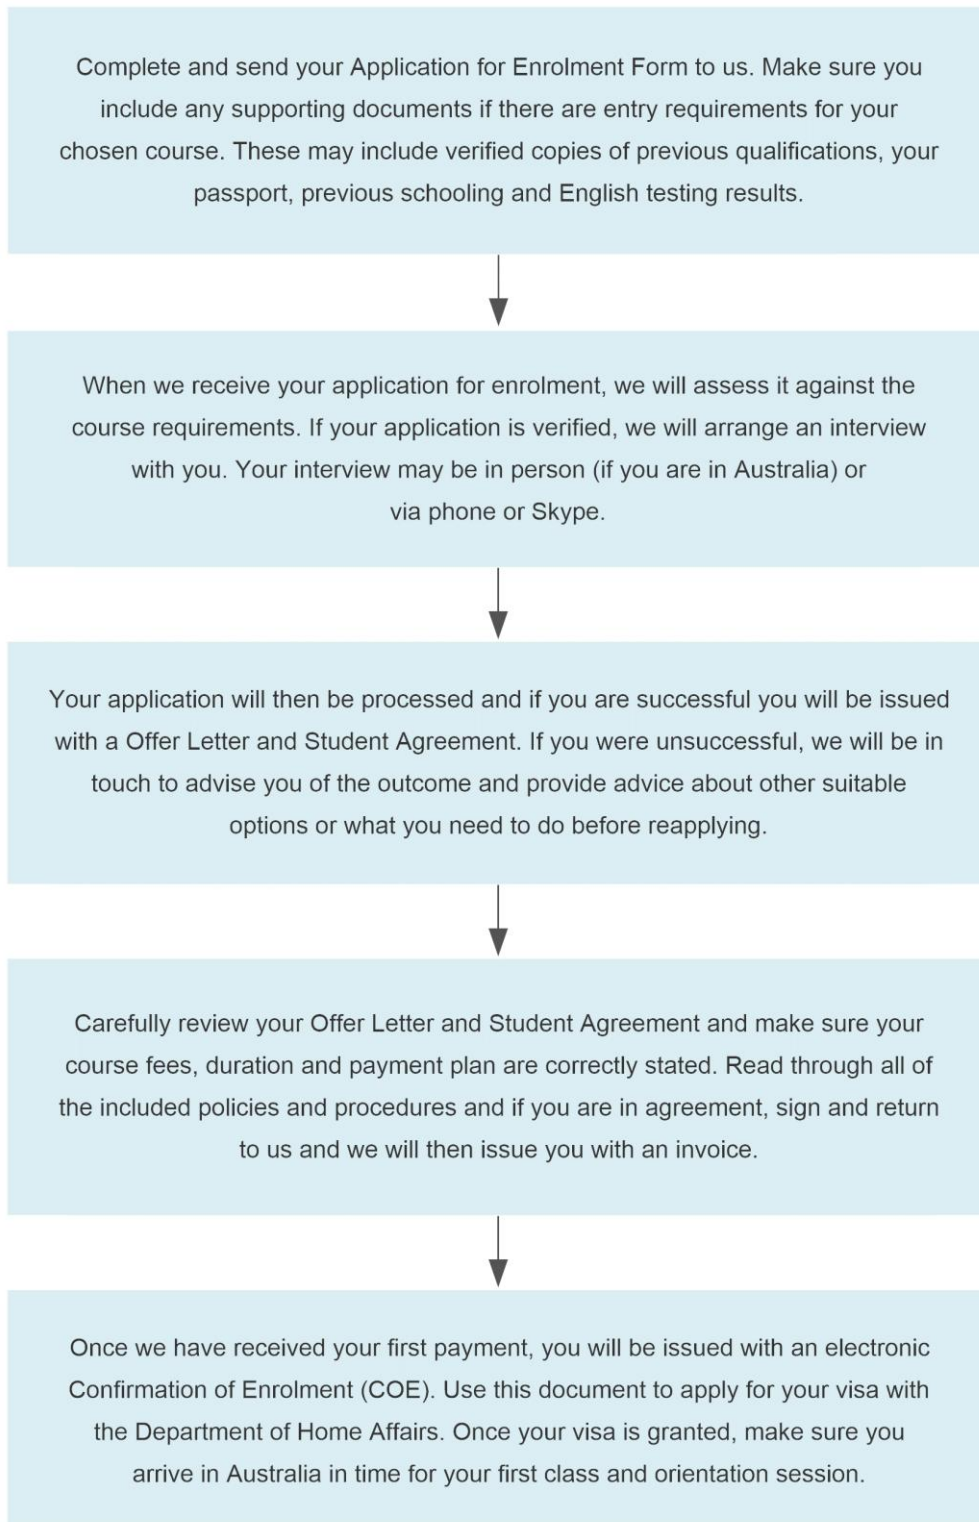 Complete and send your Application for Enrolment Form to us. Make sure you
include any supporting documents if there are entry requirements for your
chosen course. These may include verified copies of previous qualifications, your
passport, previous schooling and English testing results.
When we receive your application for enrolment, we will assess it against the
course requirements. If your application is verified, we will arrange an interview
with you. Your interview may be in person (if you are in Australia) or
via phone or Skype.
Your application will then be processed and if you are successful you will be issued
with a Offer Letter and Student Agreement. If you were unsuccessful, we will be in
touch to advise you of the outcome and provide advice about other suitable
options or what you need to do before reapplying.
Carefully review your Offer Letter and Student Agreement and make sure your
course fees, duration and payment plan are correctly stated. Read through all of
the included policies and procedures and if you are in agreement, sign and return
to us and we will then issue you with an invoice.
Once we have received your first payment, you will be issued with an electronic
Confirmation of Enrolment (COE). Use this document to apply for your visa with
the Department of Home Affairs. Once your visa is granted, make sure you
arrive in Australia in time for your first class and orientation session.